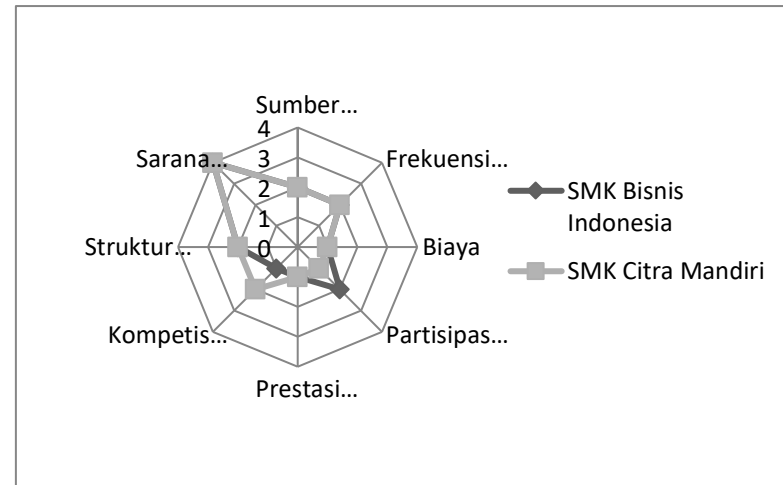 Sumber...
Frekuensi...
Biaya
Partisipas...
Prestasi...
Kompetis...
Struktur...
Sarana...
4
3
2
1
0
SMK Bisnis
Indonesia
SMK Citra Mandiri